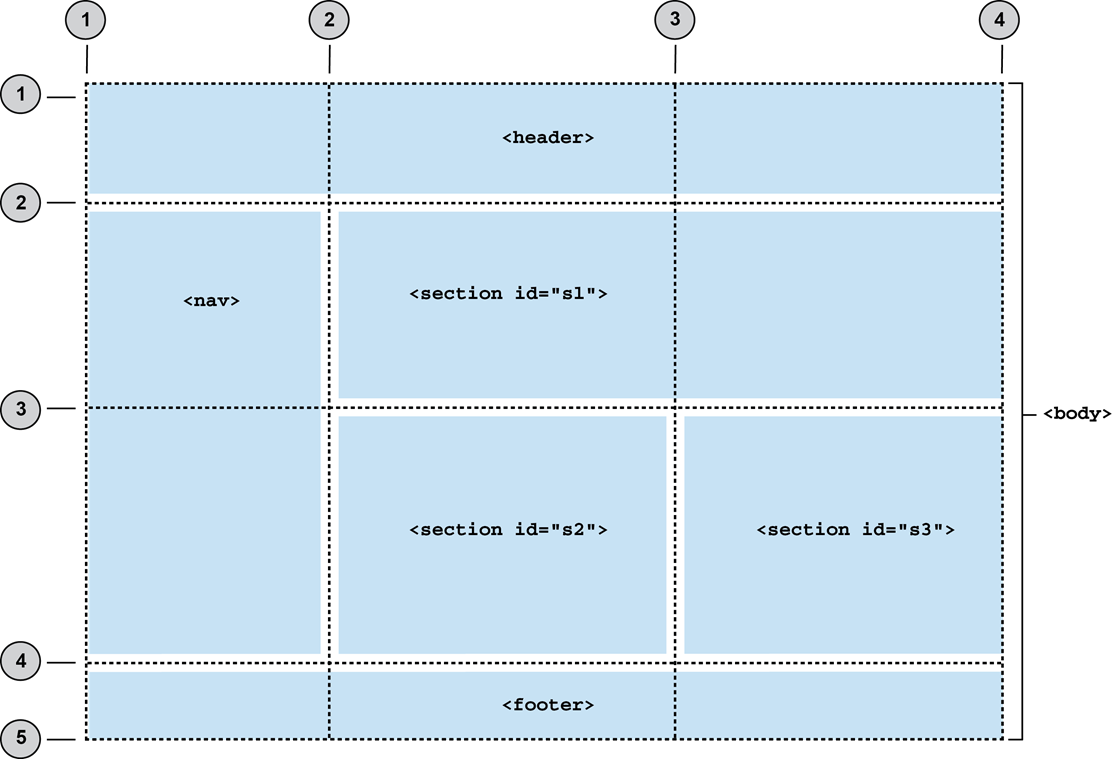 1 2 3 4
1
<header>
2
<section id="s1">
<nav>
3
<body>
<section id="s2"> <section id="s3">
4
<footer>
5